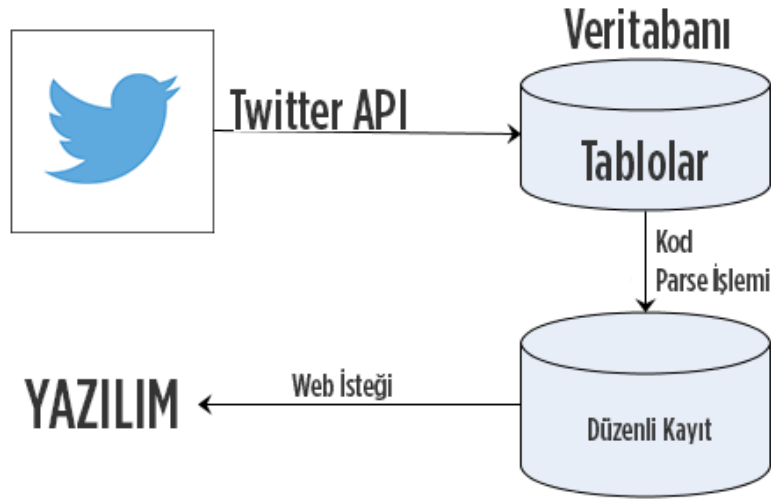 Veritabanı
Twitter API
Tablolar
Kod
Parse İşlemi
YAZILIM
Web İsteği
Düzenli Kayıt